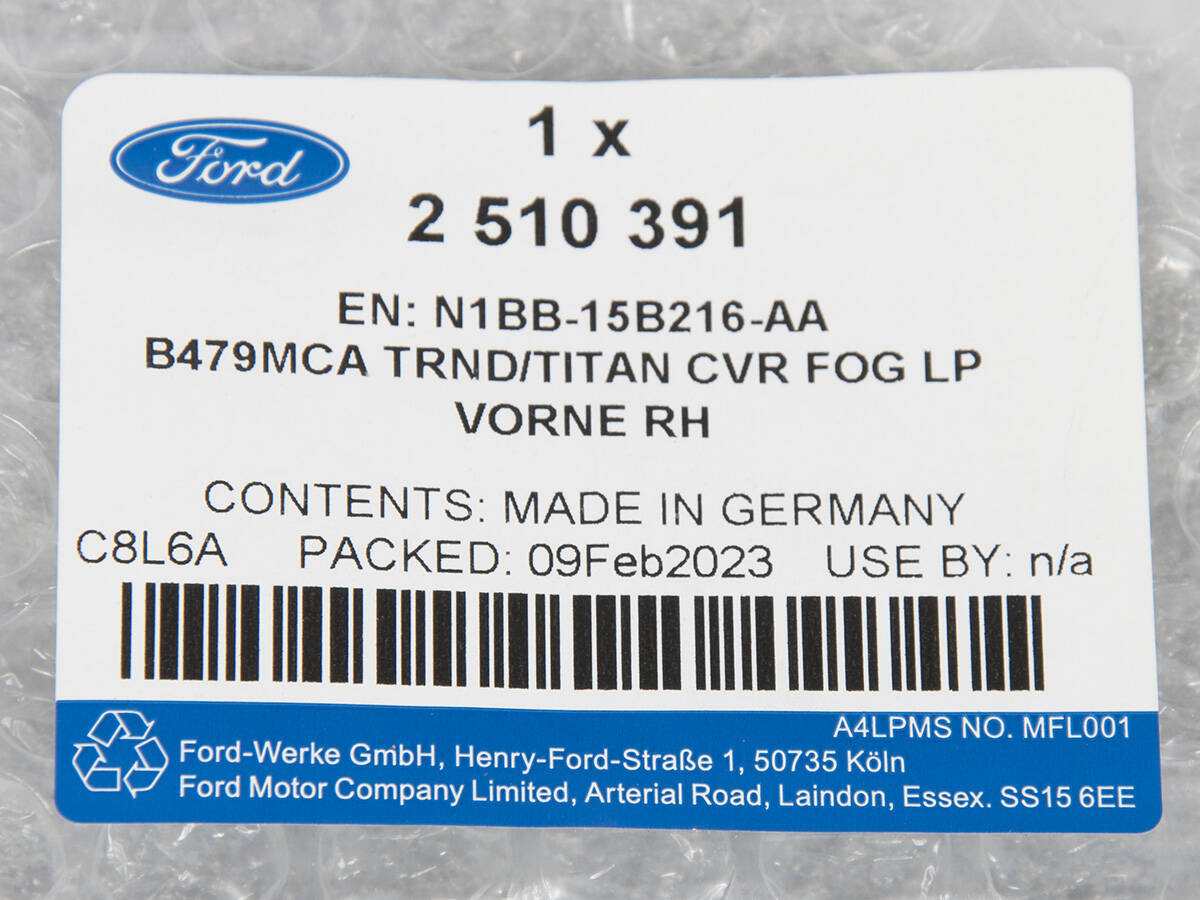 Ford
1 x
2 510 391
EN: N1BB-15B216-AA
B479MCA TRND/TITAN CVR FOG LP
VORNE RH
CONTENTS: MADE IN GERMANY
C8L6A PACKED: 09Feb2023 USE BY: n/a
A4LPMS NO. MFL001
Ford-Werke GmbH, Henry-Ford-Straße 1, 50735 Köln
Ford Motor Company Limited, Arterial Road, Laindon, Essex. SS15 6EE